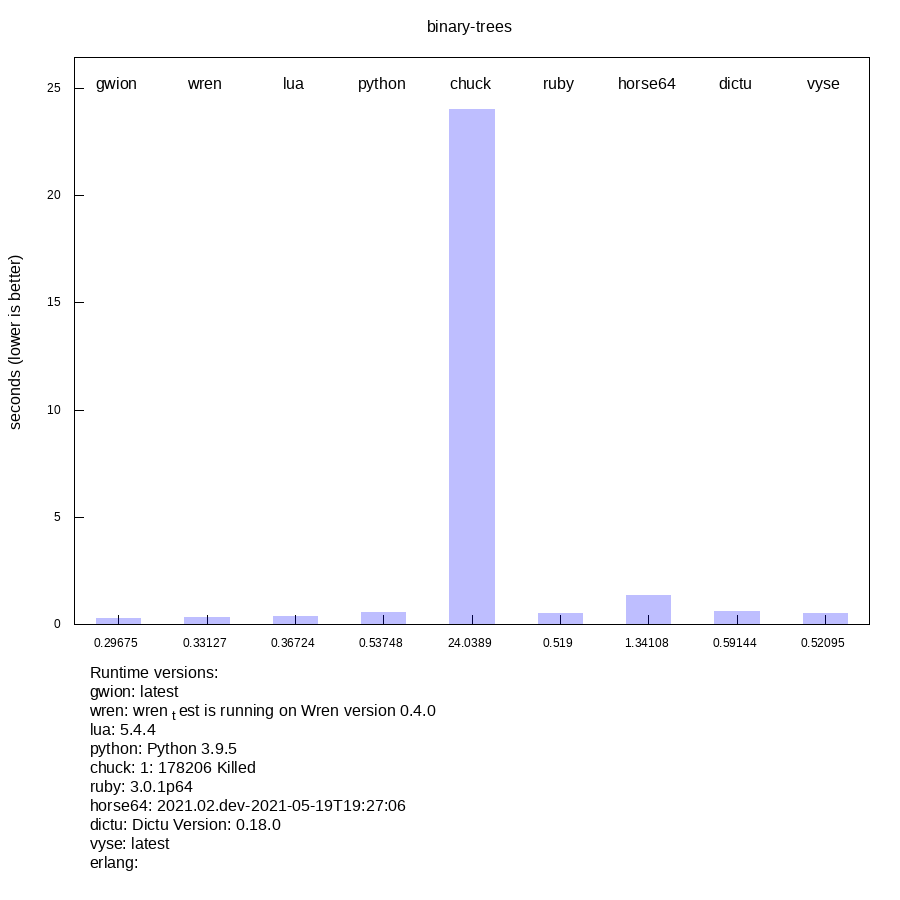 binary-trees
gwion wren lua python chuck ruby horse64 dictu vyse
25
20
15
10
5
0
seconds (lower is better)
0.29675 0.33127 0.36724 0.53748 24.0389 0.519 1.34108 0.59144 0.52095
Runtime versions:
gwion: latest
wren: wren t est is running on Wren version 0.4.0
lua: 5.4.4
python: Python 3.9.5
chuck: 1: 178206 Killed
ruby: 3.0.1p64
horse64: 2021.02.dev-2021-05-19T19:27:06
dictu: Dictu Version: 0.18.0
vyse: latest
erlang: